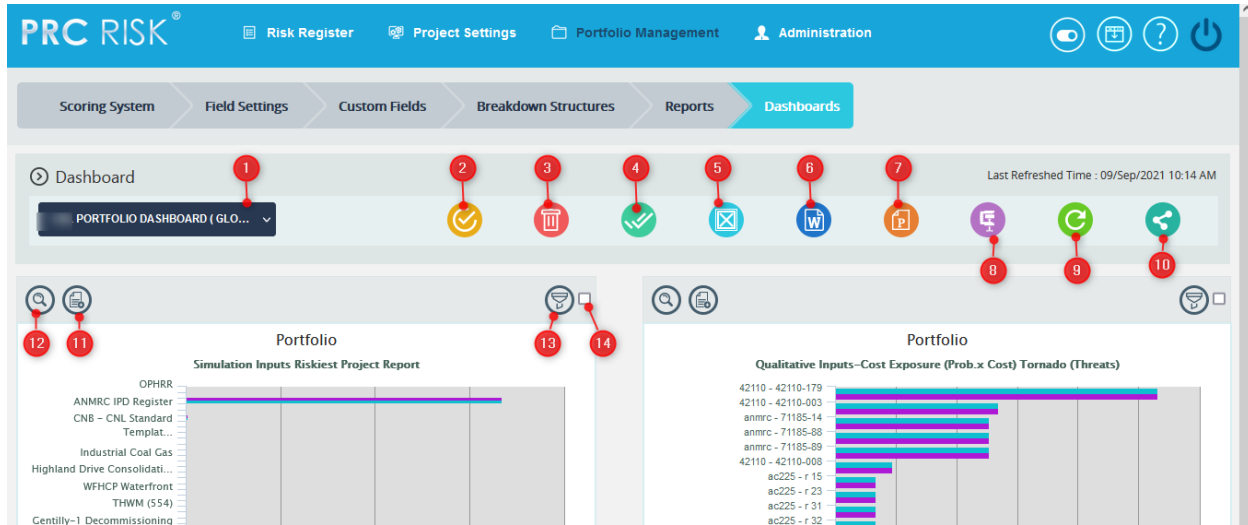 PRC RISK®
Risk Register
Project Settings
Portfolio Management
Administration
?
Scoring System
Field Settings
Custom Fields
Breakdown Structures
Reports
Dashboards
1
2
3
4
5
6
7
Dashboard
Last Refreshed Time : 09/Sep/2021 10:14 AM
PORTFOLIO DASHBOARD ( GLO...
W
P
8
9
10
12
11
13
14
Portfolio
Simulation Inputs Riskiest Project Report
OPHRR
ANMRC IPD Register
CNB – CNL Standard
Templat...
Industrial Coal Gas
Highland Drive Consolidati...
WFHCP Waterfront
THWM (554)
Gentilly-1 Decommissioning
Portfolio
Qualitative Inputs-Cost Exposure (Prob.x Cost) Tornado (Threats)
42110 - 42110-179
42110 - 42110-003
anmrc - 71185-14
anmrc - 71185-88
anmrc - 71185-89
42110 - 42110-008
ac225 - r 15
ac225 - r 23
ac225 - r 31
ac225 - r 32